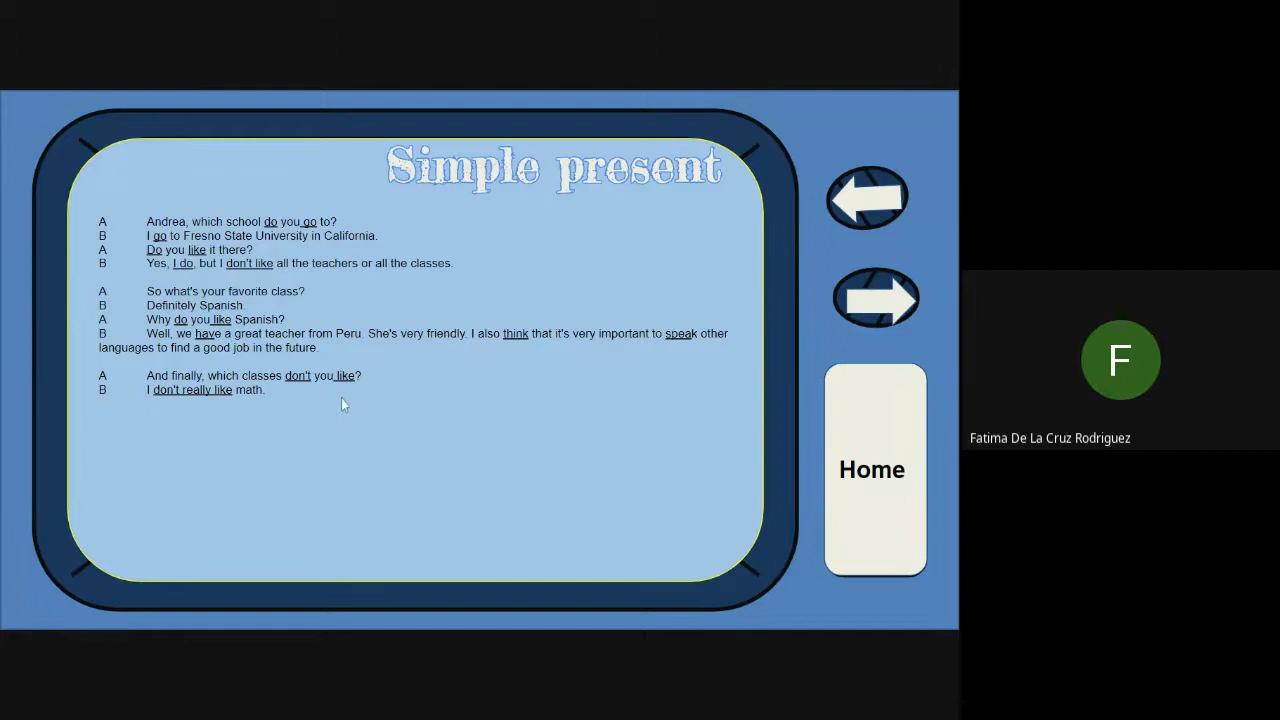 Simple present
A Andrea, which school do you go to?
B I go to Fresno State University in California.
A Do you like it there?
B Yes, I do, but I don't like all the teachers or all the classes.
A So what's your favorite class?
B Definitely Spanish.
A Why do you like Spanish?
B Well, we have a great teacher from Peru. She's very friendly. I also think that it's very important to speak other
languages to find a good job in the future.
A And finally, which classes don't you like?
B I don't really like math.
Home
F
Fatima De La Cruz Rodriguez